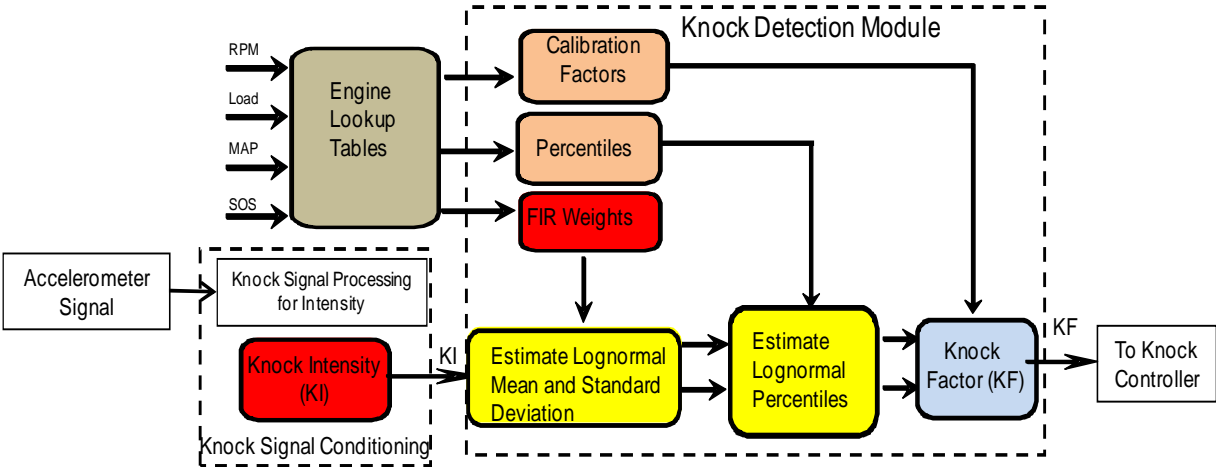 Knock Detection Module
RPM
Load
MAP
SOS
Engine
Lookup
Tables
Calibration
Factors
Percentiles
FIR Weights
Accelerometer
Signal
Knock Signal Processing
for Intensity
Knock Intensity
(KI)
Knock Signal Conditioning
KI
Estimate Lognormal
Mean and Standard
Deviation
Estimate
Lognormal
Percentiles
Knock
Factor (KF)
KF
To Knock
Controller